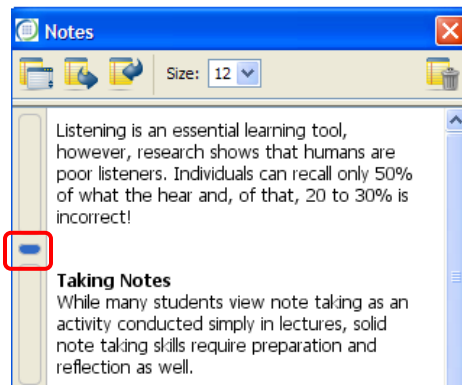 Notes
Size: 12
Listening is an essential learning tool,
however, research shows that humans are
poor listeners. Individuals can recall only 50%
of what the hear and, of that, 20 to 30% is
incorrect!
Taking Notes
While many students view note taking as an
activity conducted simply in lectures, solid
note taking skills require preparation and
reflection as well.